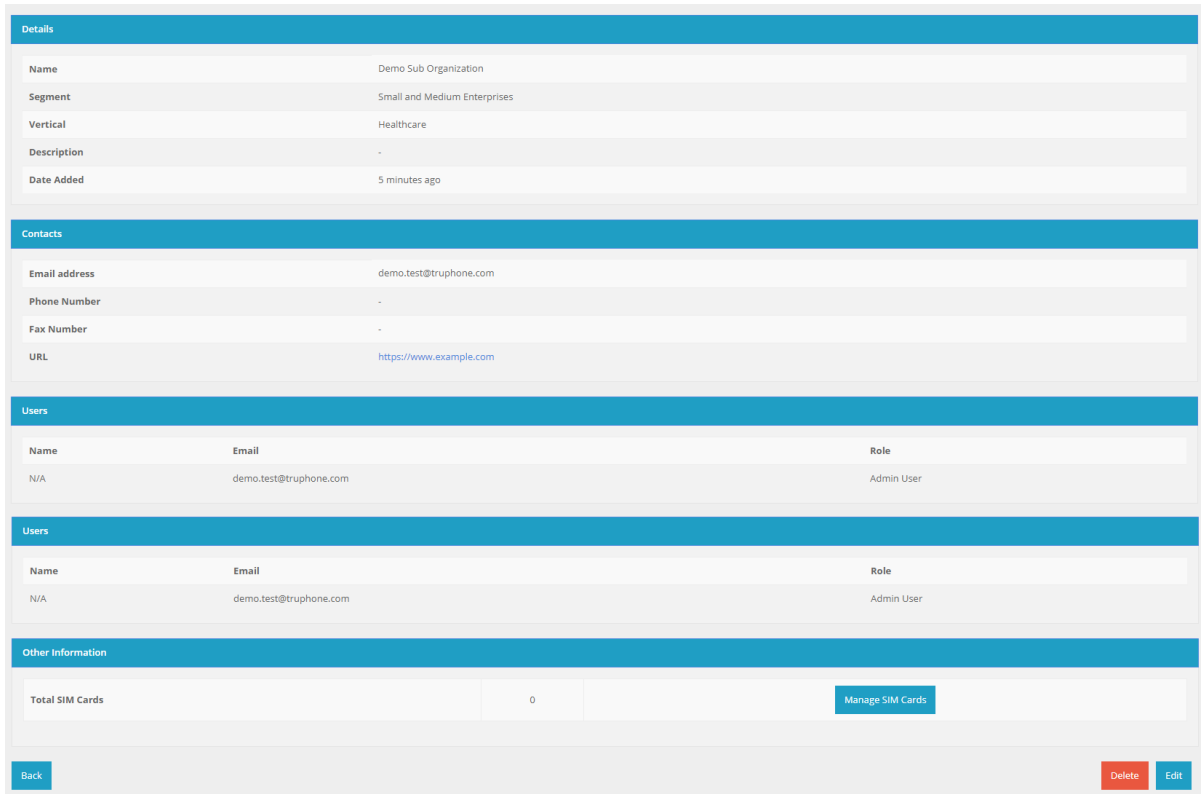 Details
Name Demo Sub Organization
Segment Small and Medium Enterprises
Vertical Healthcare
Description -
Date Added 5 minutes ago
Contacts
Email address demo.test@truphone.com
Phone Number -
Fax Number -
URL https://www.example.com
Users
Name Email Role
N/A demo.test@truphone.com Admin User
Users
Name Email Role
N/A demo.test@truphone.com Admin User
Other Information
Total SIM Cards 0 Manage SIM Cards
Back Delete Edit